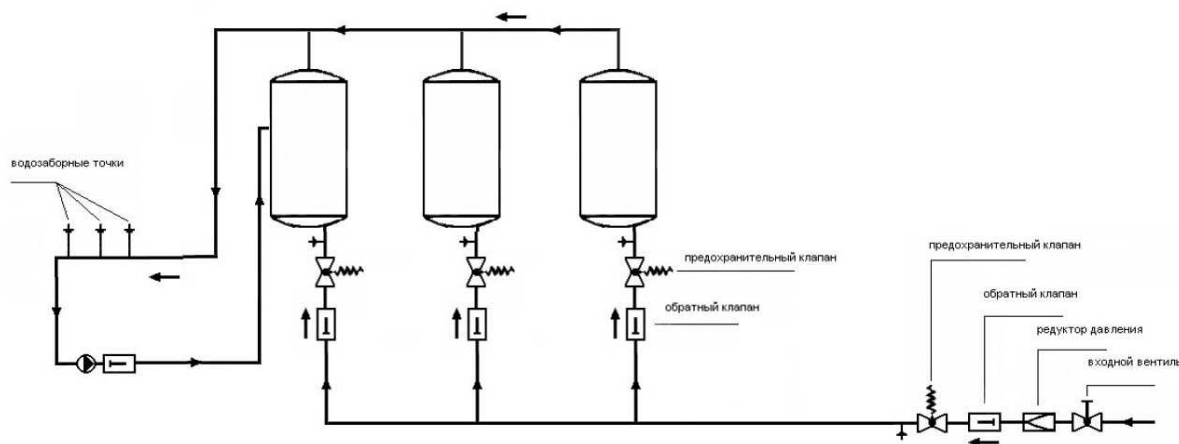 водозаборные точки
предохранительный клапан
обратный клапан
предохранительный клапан
обратный клапан
редуктор давления
входной вентиль